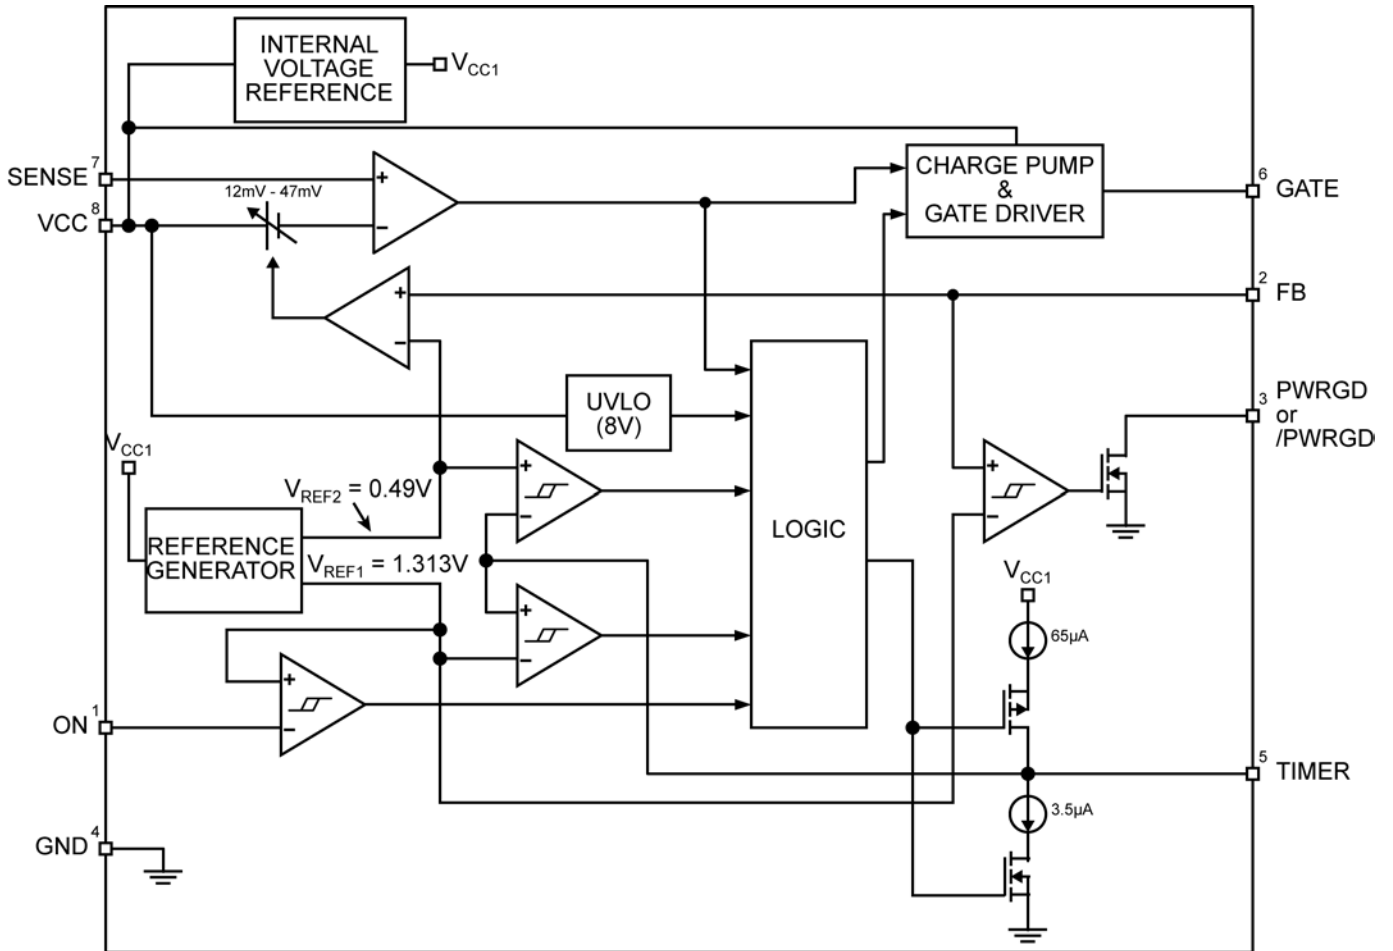 INTERNAL
VOLTAGE
REFERENCE
VCC1
SENSE 7
12mV - 47mV
VCC 8
+
−
CHARGE PUMP
&
GATE DRIVER
6 GATE
+
−
2 FB
UVLO
(8V)
LOGIC
3 PWRGD
or
/PWRGD
VCC1
VREF2 = 0.49V
REFERENCE
GENERATOR
VREF1 = 1.313V
+
−
+
−
+
−
VCC1
65µA
+
−
ON 1
5 TIMER
3.5µA
GND 4